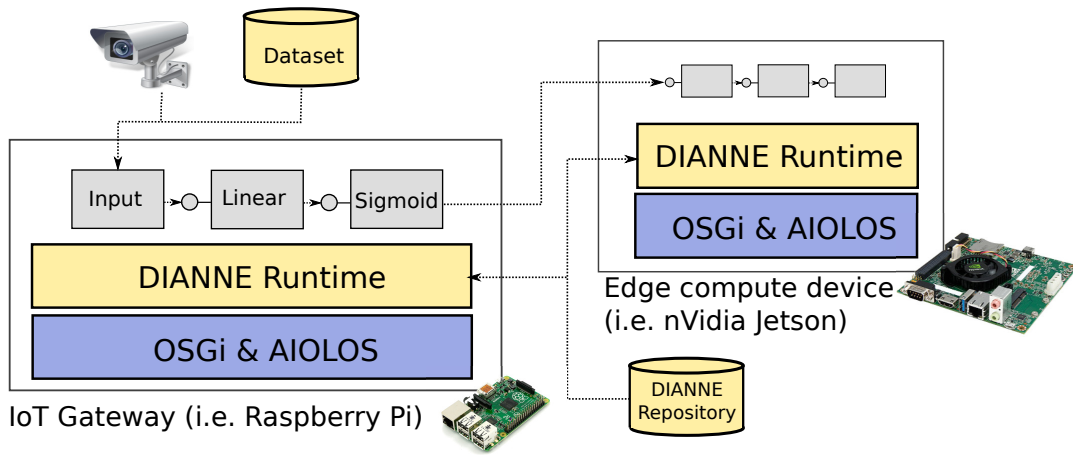 Dataset
Input
Linear
Sigmoid
DIANNE Runtime
OSGi & AIOLOS
IoT Gateway (i.e. Raspberry Pi)
DIANNE Runtime
OSGi & AIOLOS
Edge compute device
(i.e. nVidia Jetson)
DIANNE
Repository